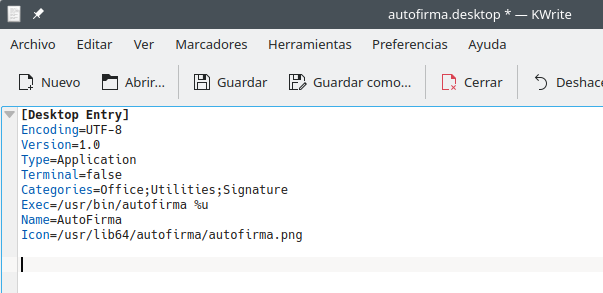 autofirma.desktop * — KWrite
Archivo Editar Ver Marcadores Herramientas Preferencias Ayuda
Nuevo Abrir... Guardar Guardar como... Cerrar Deshace
[Desktop Entry]
Encoding=UTF-8
Version=1.0
Type=Application
Terminal=false
Categories=Office;Utilities;Signature
Exec=/usr/bin/autofirma %u
Name=AutoFirma
Icon=/usr/lib64/autofirma/autofirma.png